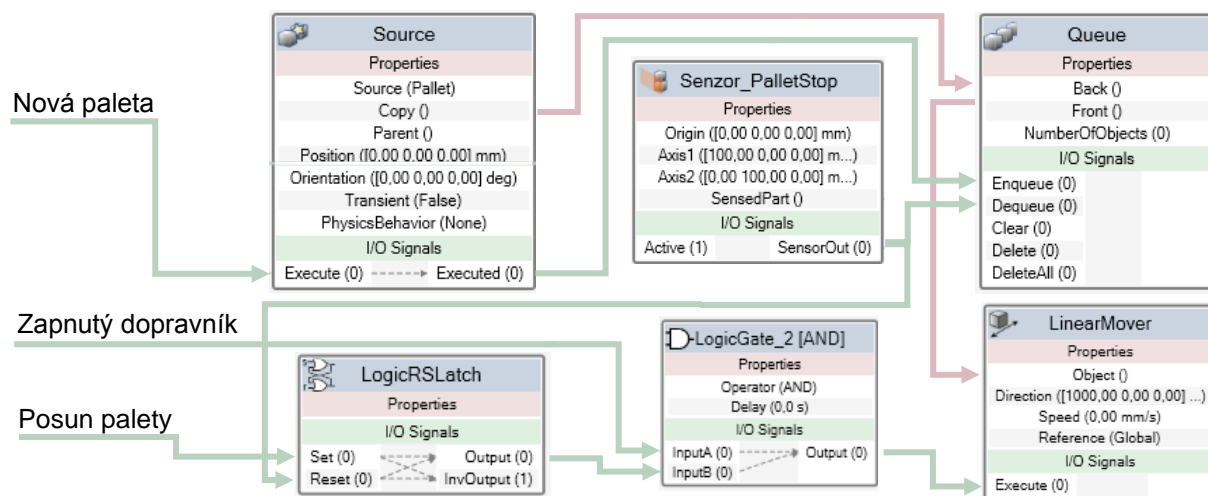 Nová paleta
Zapnutý dopravník
Posun palety
Source
Properties
Source (Pallet)
Copy ()
Parent ()
Position ([0,00 0,00 0,00] mm)
Orientation ([0,00 0,00 0,00] deg)
Transient (False)
PhysicsBehavior (None)
I/O Signals
Execute (0) Executed (0)
Senzor_PalletStop
Properties
Origin ([0,00 0,00 0,00] mm)
Axis1 ([100,00 0,00 0,00] m...)
Axis2 ([0,00 100,00 0,00] m...)
SensedPart ()
I/O Signals
Active (1) SensorOut (0)
Queue
Properties
Back ()
Front ()
NumberOfObjects (0)
I/O Signals
Enqueue (0)
Dequeue (0)
Clear (0)
Delete (0)
DeleteAll (0)
LogicRSLatch
Properties
I/O Signals
Set (0) Output (0)
Reset (0) InvOutput (1)
LogicGate_2 [AND]
Properties
Operator (AND)
Delay (0,0 s)
I/O Signals
InputA (0) Output (0)
InputB (0)
LinearMover
Properties
Object ()
Direction ([1000,00 0,00 0,00] ...)
Speed (0,00 mm/s)
Reference (Global)
I/O Signals
Execute (0)